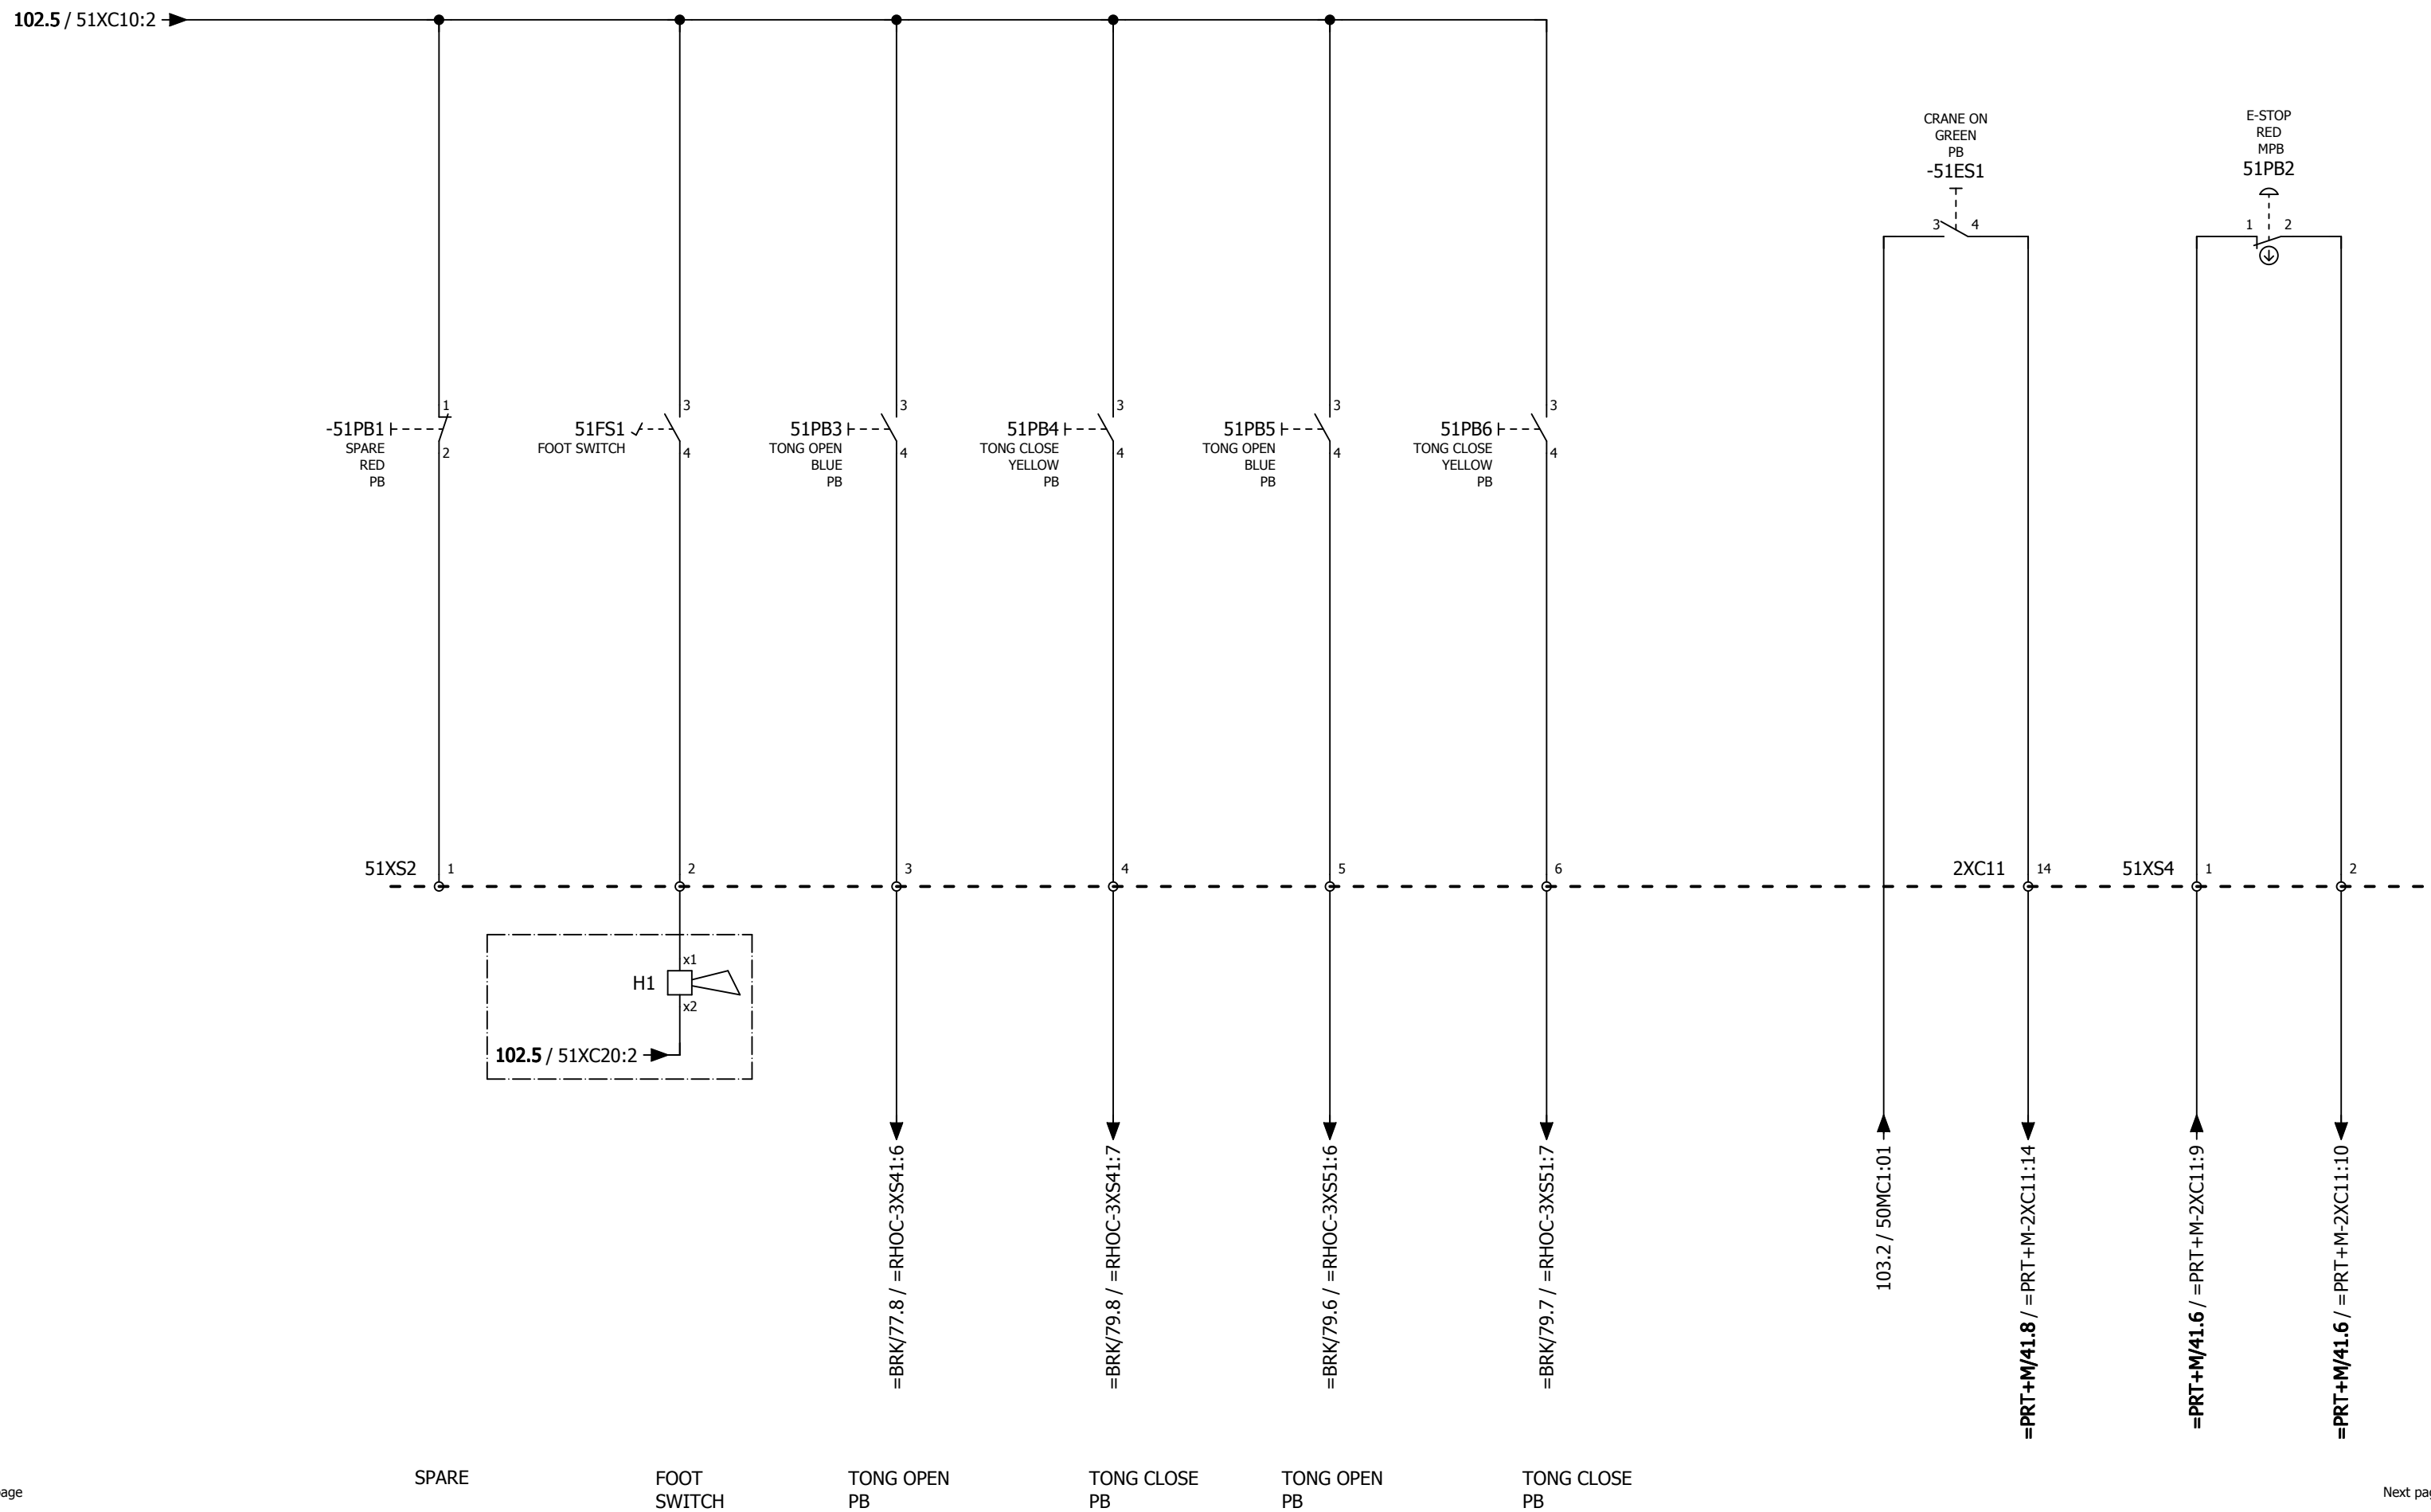 102.5 / 51XC10:2
CRANE ON
GREEN
PB
-51ES1
3 4
E-STOP
RED
MPB
51PB2
1 2
1
-51PB1
SPARE
RED
PB
2
3
51FS1
FOOT SWITCH
4
3
51PB3
TONG OPEN
BLUE
PB
4
3
51PB4
TONG CLOSE
YELLOW
PB
4
3
51PB5
TONG OPEN
BLUE
PB
4
3
51PB6
TONG CLOSE
YELLOW
PB
4
51XS2 1 2 3 4 5 6 2XC11 14 51XS4 1 2
x1
H1
x2
102.5 / 51XC20:2
=BRK/77.8 / =RHOC-3XS41:6
=BRK/79.8 / =RHOC-3XS41:7
=BRK/79.6 / =RHOC-3XS51:6
=BRK/79.7 / =RHOC-3XS51:7
103.2 / 50MC1:01
=PRT+M/41.8 / =PRT+M-2XC11:14
=PRT+M/41.6 / =PRT+M-2XC11:9
=PRT+M/41.6 / =PRT+M-2XC11:10
SPARE
FOOT
SWITCH
TONG OPEN
PB
TONG CLOSE
PB
TONG OPEN
PB
TONG CLOSE
PB
age
Next pa